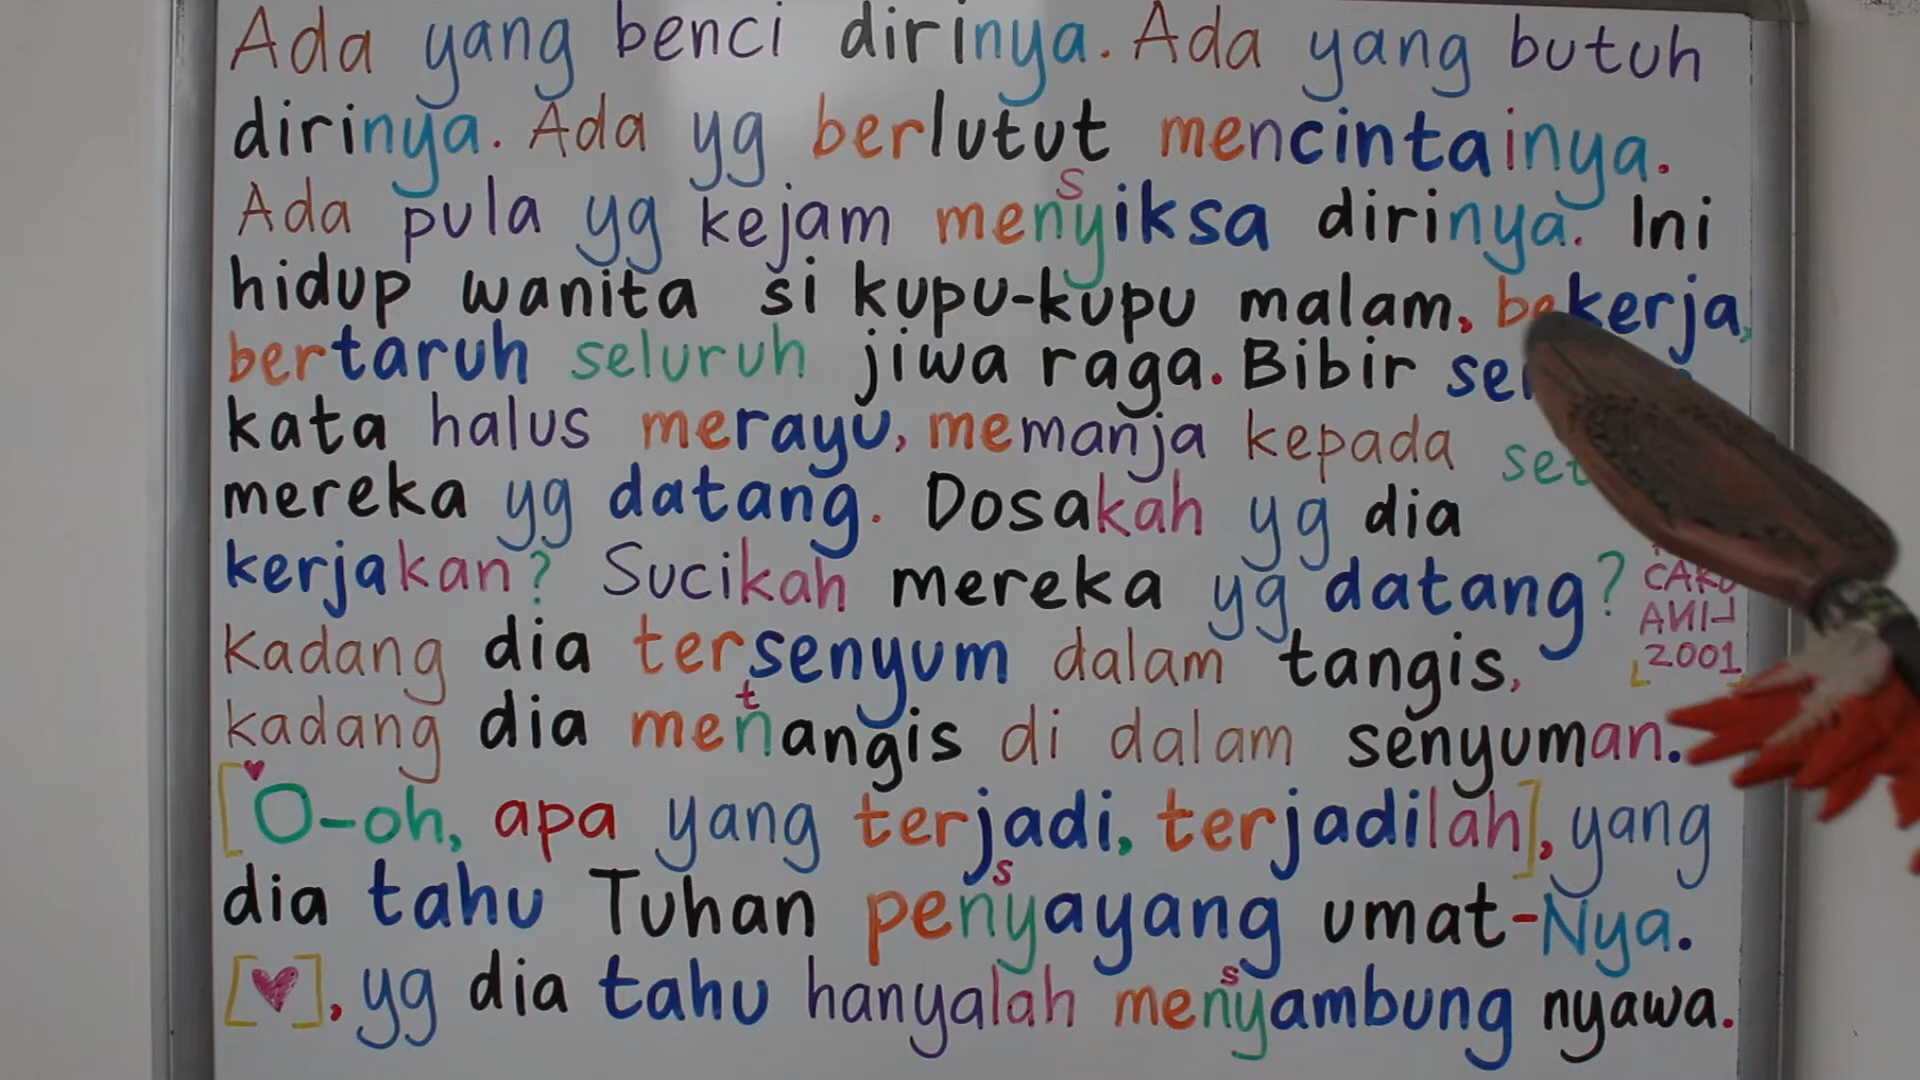 Ada yang benci dirinya. Ada yang butuh
dirinya. Ada yg berlutut mencintainya.
s
Ada pula yg kejam menyiksa dirinya. Ini
hidup wanita si kupu-kupu malam, bekerja,
bertaruh seluruh jiwa raga. Bibir
kata halus merayu, memanja kepada
mereka yg datang. Dosakah yg dia
kerjakan? Sucikah mereka yg datang?
kadang dia tersenyum dalam tangis,
t
kadang dia menangis di dalam senyuman.
[O-oh, apa yang terjadi, terjadilah], yang
s
dia tahu Tuhan penyayang umat-Nya.
s
[♥], yg dia tahu hanyalah menyambung nyawa.
2001